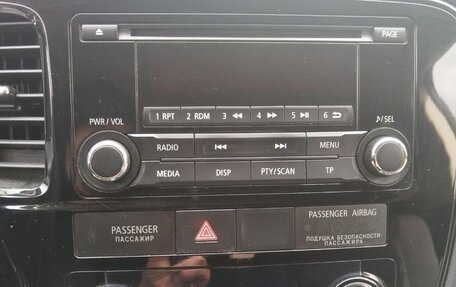 PAGE
1 RPT 2 RDM 3 ◀◀ 4 ▶▶ 5 ▶II 6 ⮌
PWR / VOL ♪/SEL
RADIO I◀◀ ▶▶I MENU
MEDIA DISP PTY/SCAN TP
PASSENGER
ПАССАЖИР
PASSENGER AIRBAG
ПОДУШКА БЕЗОПАСНОСТИ
ПАССАЖИРА